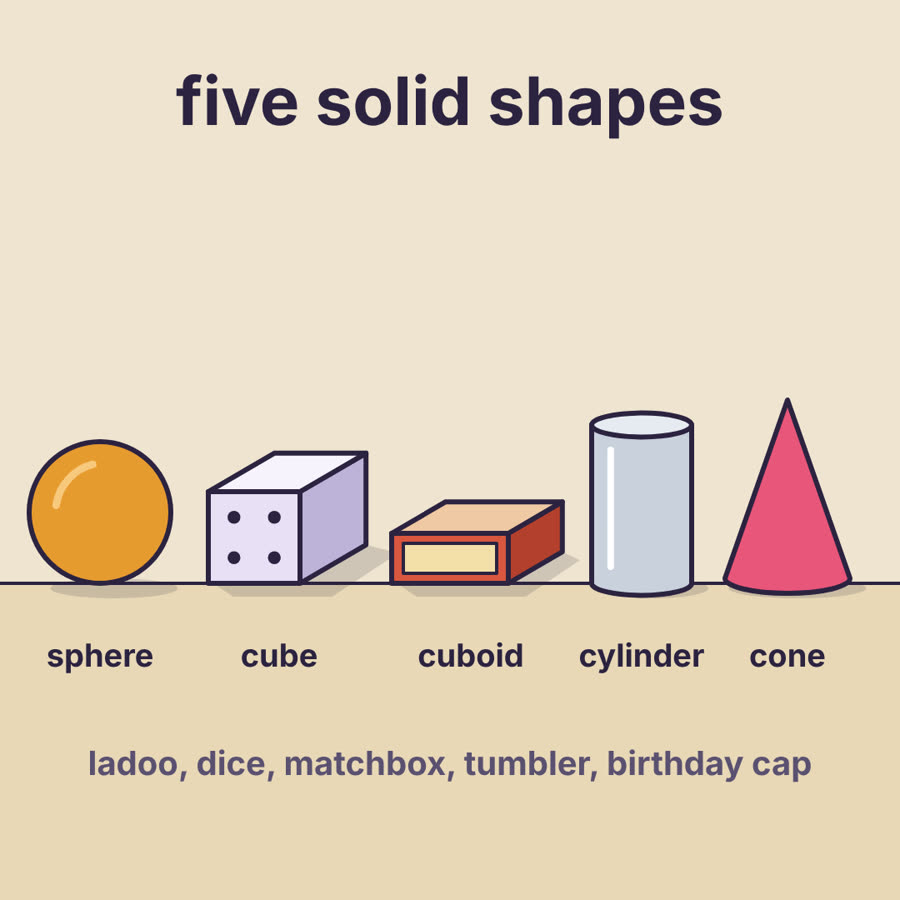 five solid shapes
sphere cube cuboid cylinder cone
ladoo, dice, matchbox, tumbler, birthday cap